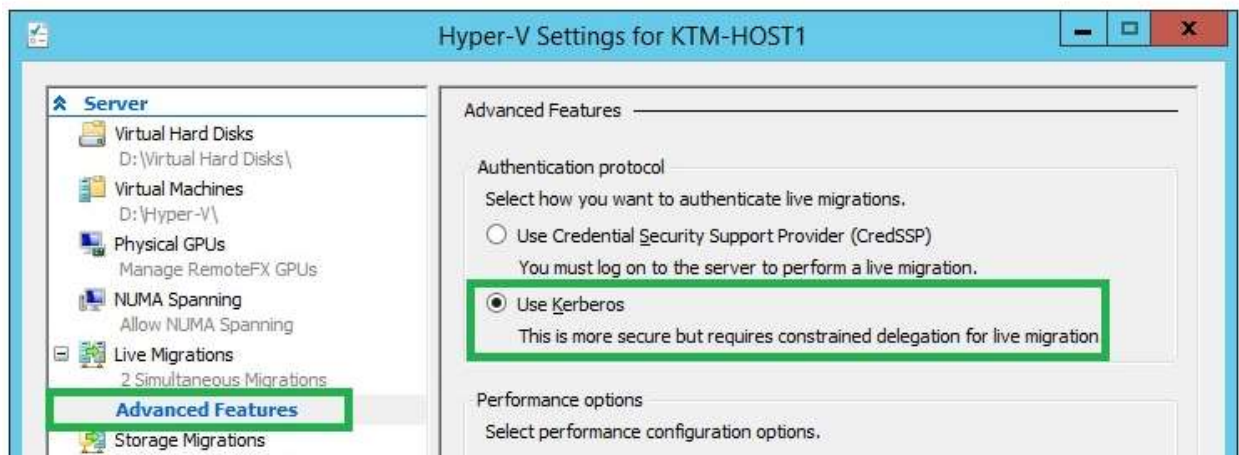 Hyper-V Settings for KTM-HOST1
Server
Virtual Hard Disks
D:\Virtual Hard Disks\
Virtual Machines
D:\Hyper-V\
Physical GPUs
Manage RemoteFX GPUs
NUMA Spanning
Allow NUMA Spanning
Live Migrations
2 Simultaneous Migrations
Advanced Features
Storage Migrations
Advanced Features
Authentication protocol
Select how you want to authenticate live migrations.
Use Credential Security Support Provider (CredSSP)
You must log on to the server to perform a live migration.
Use Kerberos
This is more secure but requires constrained delegation for live migration
Performance options
Select performance configuration options.